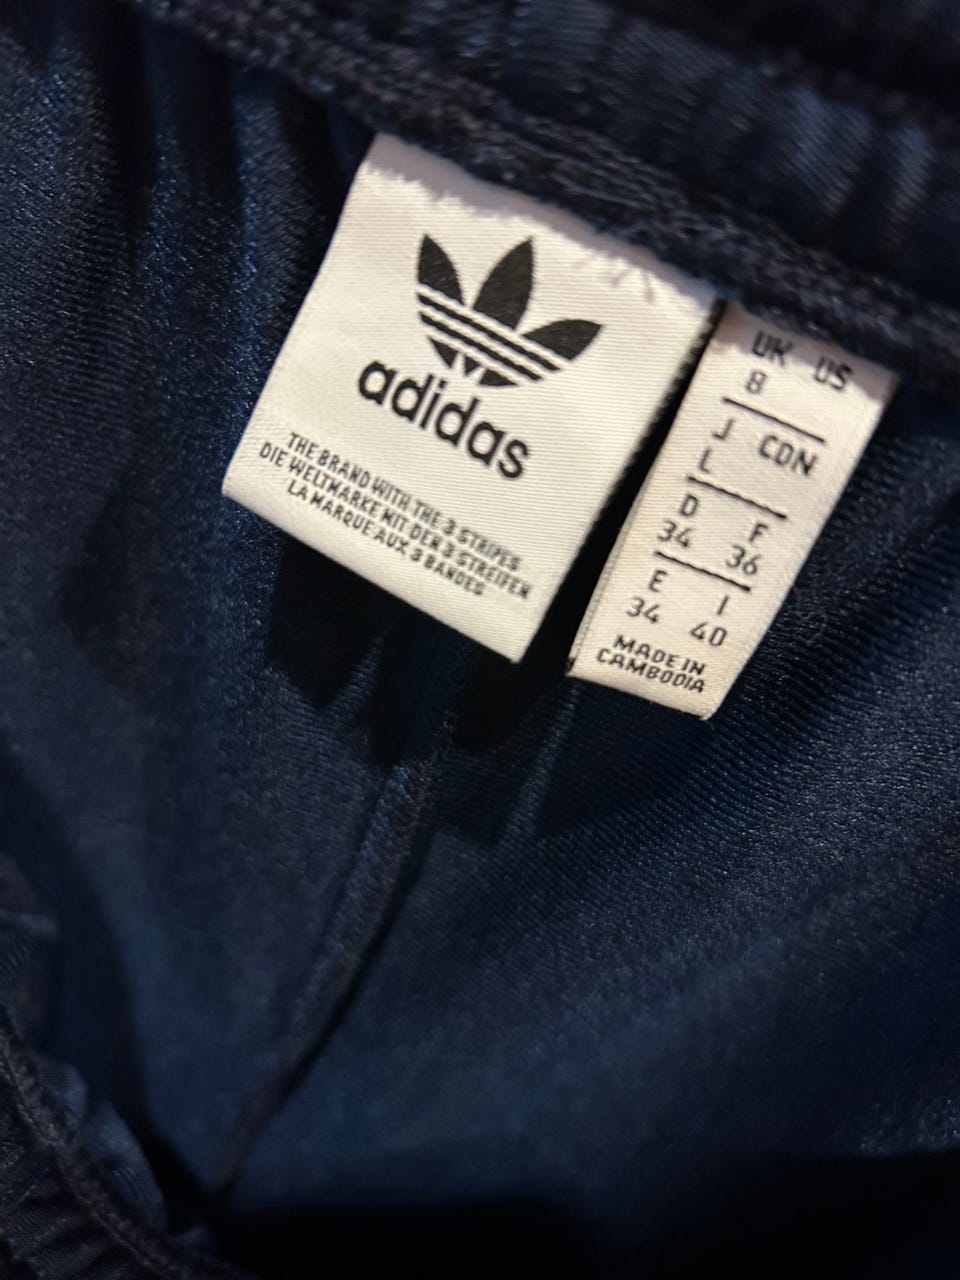 adidas
THE BRAND WITH THE 3 STRIPES
DIE WELTMARKE MIT DEN 3 STREIFEN
LA MARQUE AUX 3 BANDES
UK US
8
J CDN
L
D F
34 36
E I
34 40
MADE IN
CAMBODIA